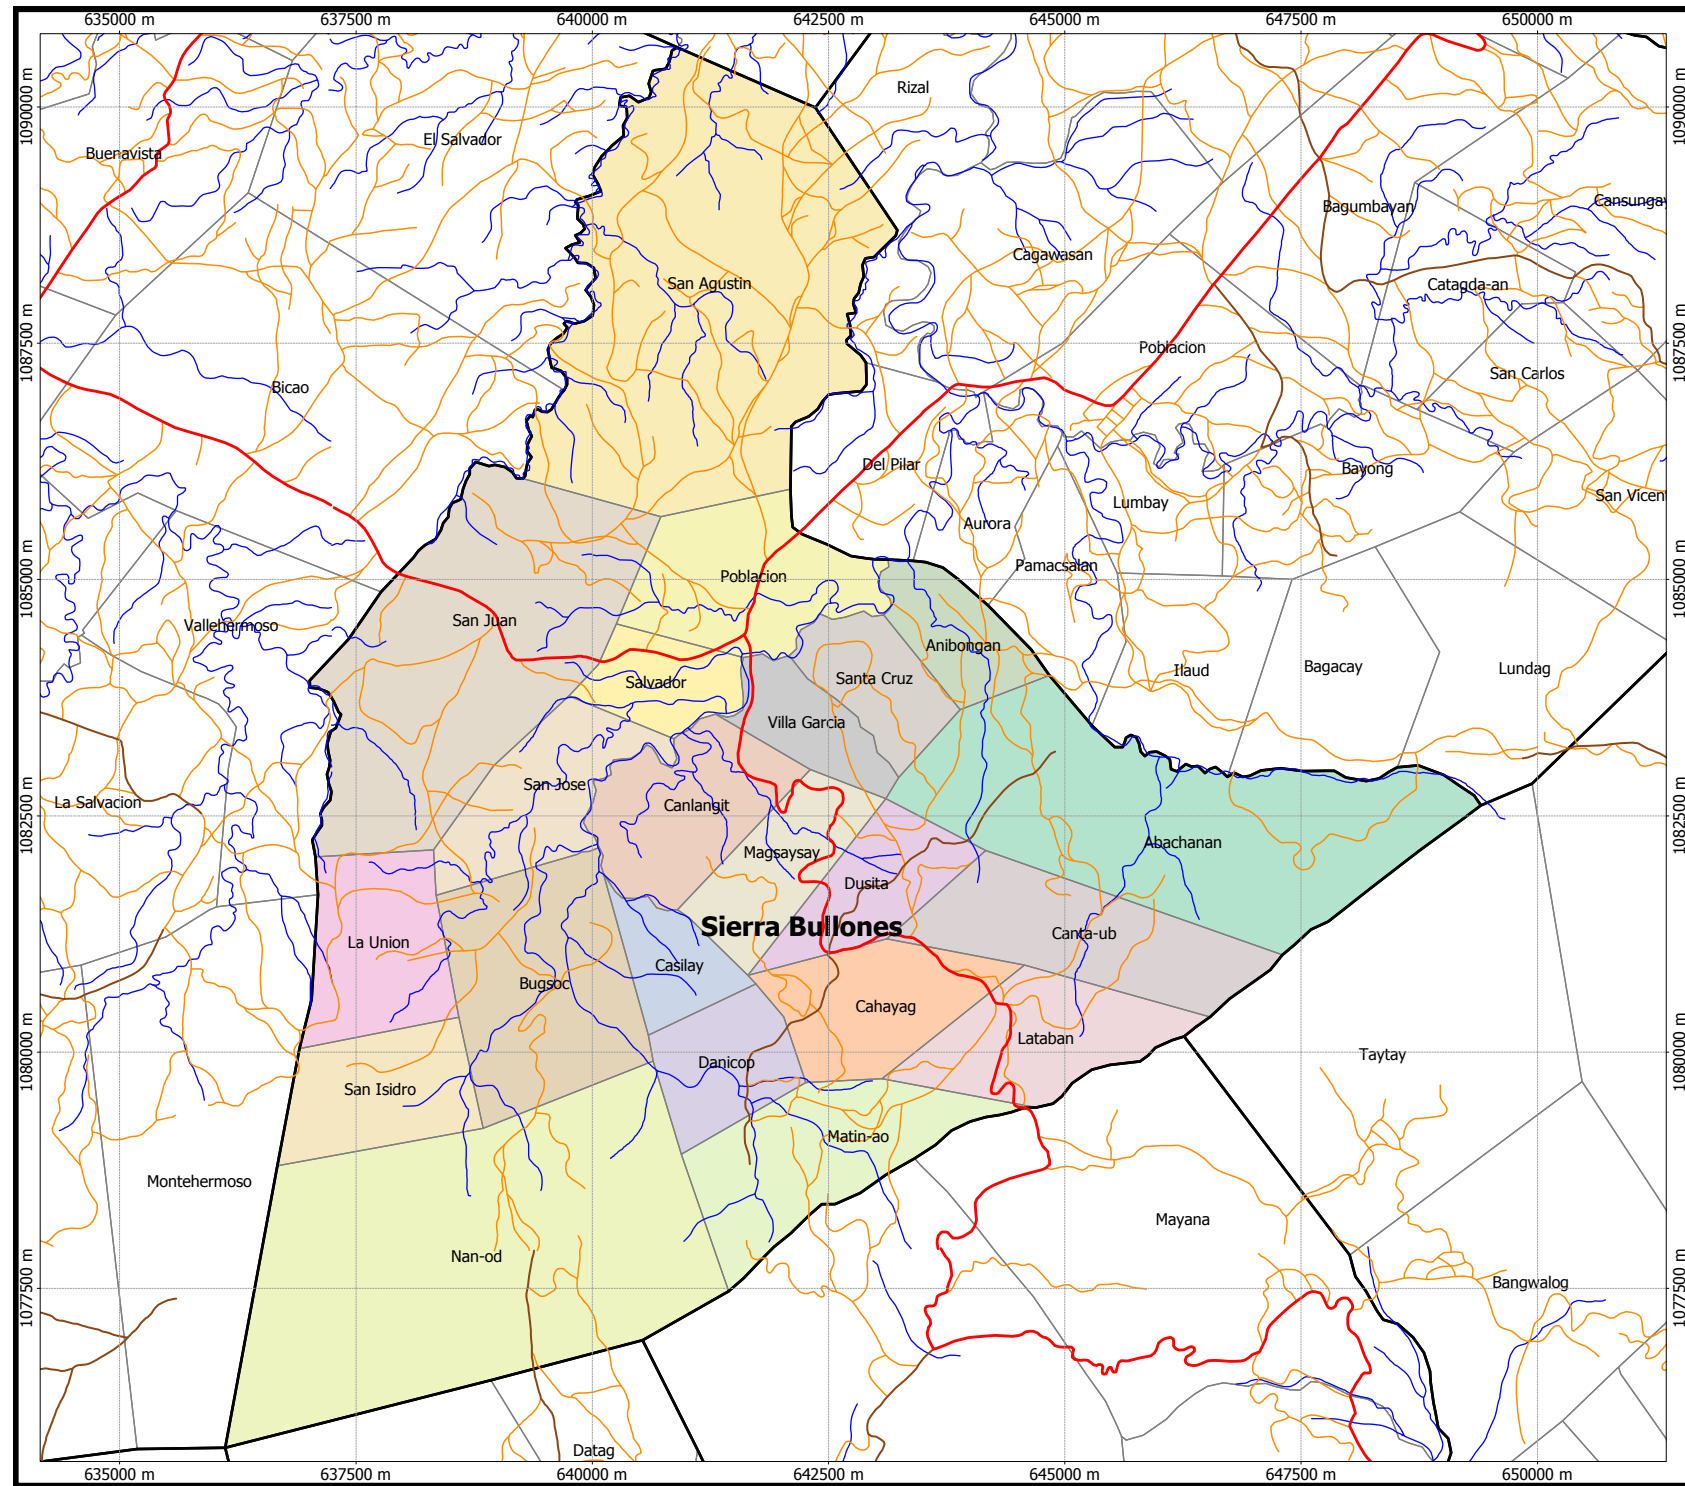 635000 m 637500 m 640000 m 642500 m 645000 m 647500 m 650000 m
1090000 m 1090000 m
1087500 m 1087500 m
1085000 m 1085000 m
1082500 m 1082500 m
1080000 m 1080000 m
1077500 m 1077500 m
Rizal
El Salvador
Buenavista
Cansunga
Bagumbayan
Cagawasan
San Agustin
Catagda-an
Poblacion
San Carlos
Bicao
Del Pilar
Bayong
San Vicen
Lumbay
Aurora
Pamacsalan
Poblacion
San Juan
Vallehermoso
Anibongan
Bagacay
Lundag
Ilaud
Santa Cruz
Salvador
Villa Garcia
San Jose
La Salvacion
Canlangit
Abachanan
Magsaysay
Dusita
Sierra Bullones
Canta-ub
La Union
Casilay
Bugsoc
Cahayag
Lataban
Taytay
Danicop
San Isidro
Matin-ao
Montehermoso
Mayana
Nan-od
Bangwalog
Datag
635000 m 637500 m 640000 m 642500 m 645000 m 647500 m 650000 m